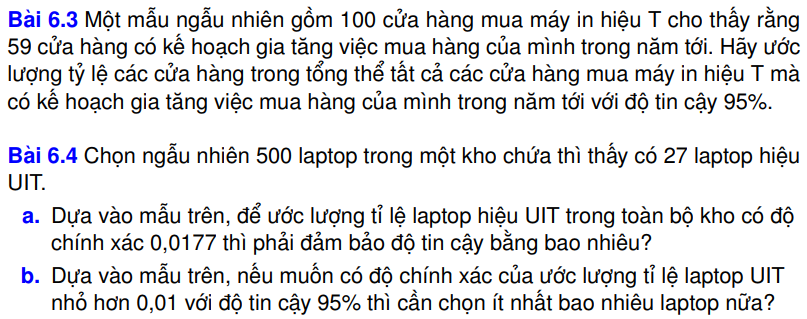 Bài 6.3 Một mẫu ngẫu nhiên gồm 100 cửa hàng mua máy in hiệu T cho thấy rằng
59 cửa hàng có kế hoạch gia tăng việc mua hàng của mình trong năm tới. Hãy ước
lượng tỷ lệ các cửa hàng trong tổng thể tất cả các cửa hàng mua máy in hiệu T mà
có kế hoạch gia tăng việc mua hàng của mình trong năm tới với độ tin cậy 95%.
Bài 6.4 Chọn ngẫu nhiên 500 laptop trong một kho chứa thì thấy có 27 laptop hiệu
UIT.
a. Dựa vào mẫu trên, để ước lượng tỉ lệ laptop hiệu UIT trong toàn bộ kho có độ
chính xác 0,0177 thì phải đảm bảo độ tin cậy bằng bao nhiêu?
b. Dựa vào mẫu trên, nếu muốn có độ chính xác của ước lượng tỉ lệ laptop UIT
nhỏ hơn 0,01 với độ tin cậy 95% thì cần chọn ít nhất bao nhiêu laptop nữa?